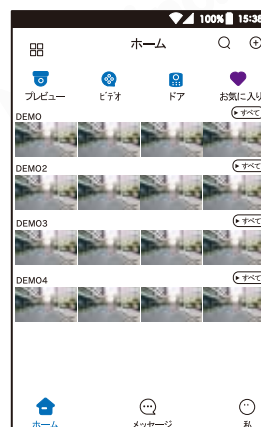 100% 15:38
ホーム
プレビュー ビデオ ドア お気に入り
DEMO すべて
DEMO2 すべて
DEMO3 すべて
DEMO4 すべて
ホーム メッセージ 私